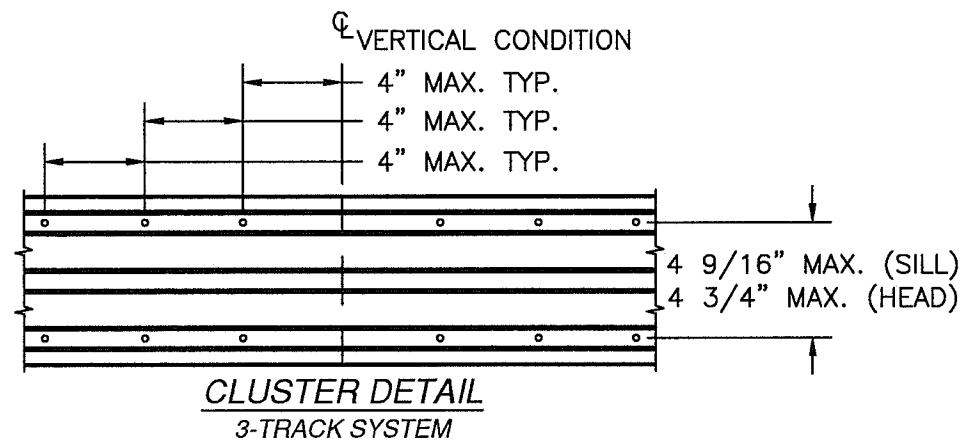 ℄ VERTICAL CONDITION
4" MAX. TYP.
4" MAX. TYP.
4" MAX. TYP.
4 9/16" MAX. (SILL)
4 3/4" MAX. (HEAD)
CLUSTER DETAIL
3-TRACK SYSTEM